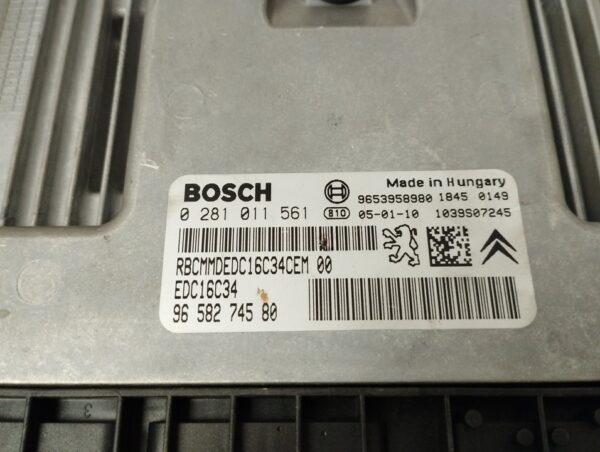 BOSCH
Made in Hungary
9653958980 1845 0149
0 281 011 561 810 05-01-10 1039S07245
RBCMMDEDC16C34CEM 00
EDC16C34
96 582 745 80
3